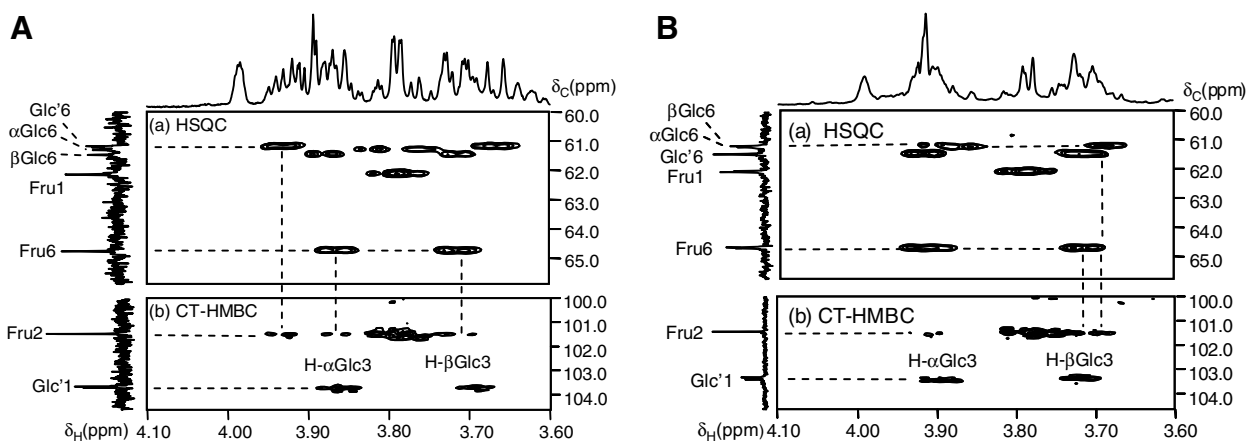 A
δC(ppm)
60.0
(a) HSQC
Glc'6
αGlc6
βGlc6
Fru1
Fru6
61.0
62.0
63.0
64.0
65.0
(b) CT-HMBC
100.0
Fru2
101.0
102.0
H-αGlc3
H-βGlc3
Glc'1
103.0
104.0
δH(ppm)
4.10
4.00
3.90
3.80
3.70
3.60
B
δC(ppm)
60.0
(a) HSQC
βGlc6
αGlc6
Glc'6
Fru1
Fru6
61.0
62.0
63.0
64.0
65.0
(b) CT-HMBC
100.0
Fru2
101.0
102.0
H-αGlc3
H-βGlc3
Glc'1
103.0
104.0
δH(ppm)
4.10
4.00
3.90
3.80
3.70
3.60